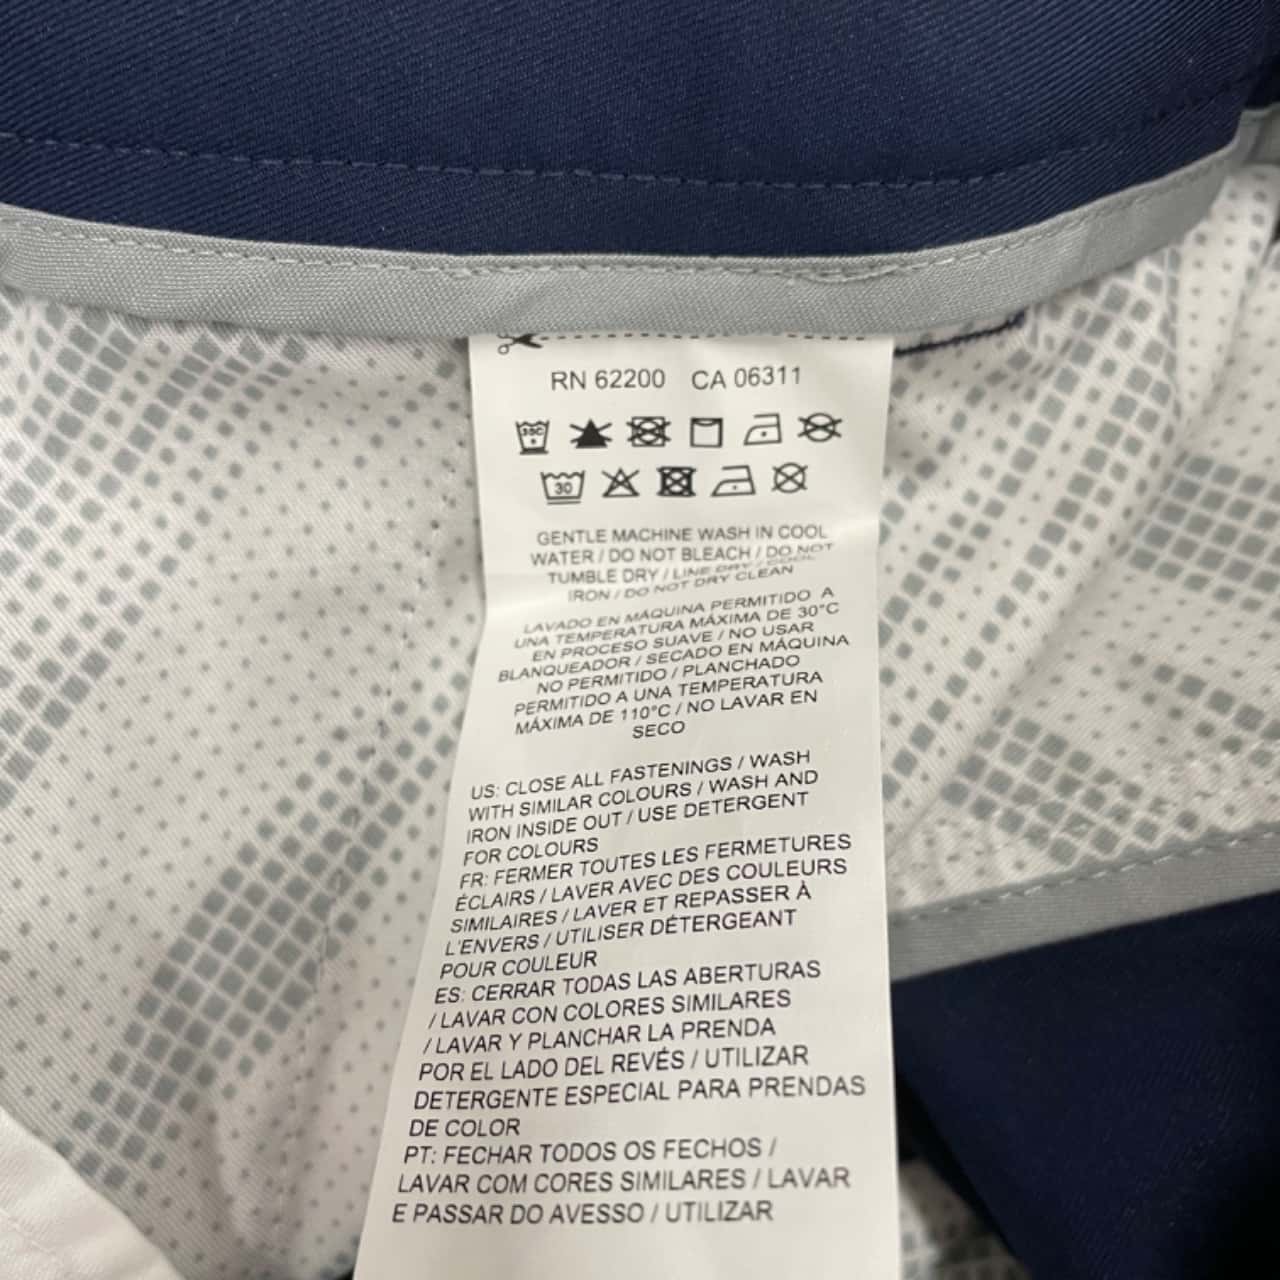 RN 62200 CA 06311
30C
30
GENTLE MACHINE WASH IN COOL
WATER / DO NOT BLEACH / DO NOT
TUMBLE DRY / LINE DRY / COOL
IRON / DO NOT DRY CLEAN
LAVADO EN MÁQUINA PERMITIDO A
UNA TEMPERATURA MÁXIMA DE 30°C
EN PROCESO SUAVE / NO USAR
BLANQUEADOR / SECADO EN MÁQUINA
NO PERMITIDO / PLANCHADO
PERMITIDO A UNA TEMPERATURA
MÁXIMA DE 110°C / NO LAVAR EN
SECO
US: CLOSE ALL FASTENINGS / WASH
WITH SIMILAR COLOURS / WASH AND
IRON INSIDE OUT / USE DETERGENT
FOR COLOURS
FR: FERMER TOUTES LES FERMETURES
ÉCLAIRS / LAVER AVEC DES COULEURS
SIMILAIRES / LAVER ET REPASSER À
L'ENVERS / UTILISER DÉTERGEANT
POUR COULEUR
ES: CERRAR TODAS LAS ABERTURAS
/ LAVAR CON COLORES SIMILARES
/ LAVAR Y PLANCHAR LA PRENDA
POR EL LADO DEL REVÉS / UTILIZAR
DETERGENTE ESPECIAL PARA PRENDAS
DE COLOR
PT: FECHAR TODOS OS FECHOS /
LAVAR COM CORES SIMILARES / LAVAR
E PASSAR DO AVESSO / UTILIZAR